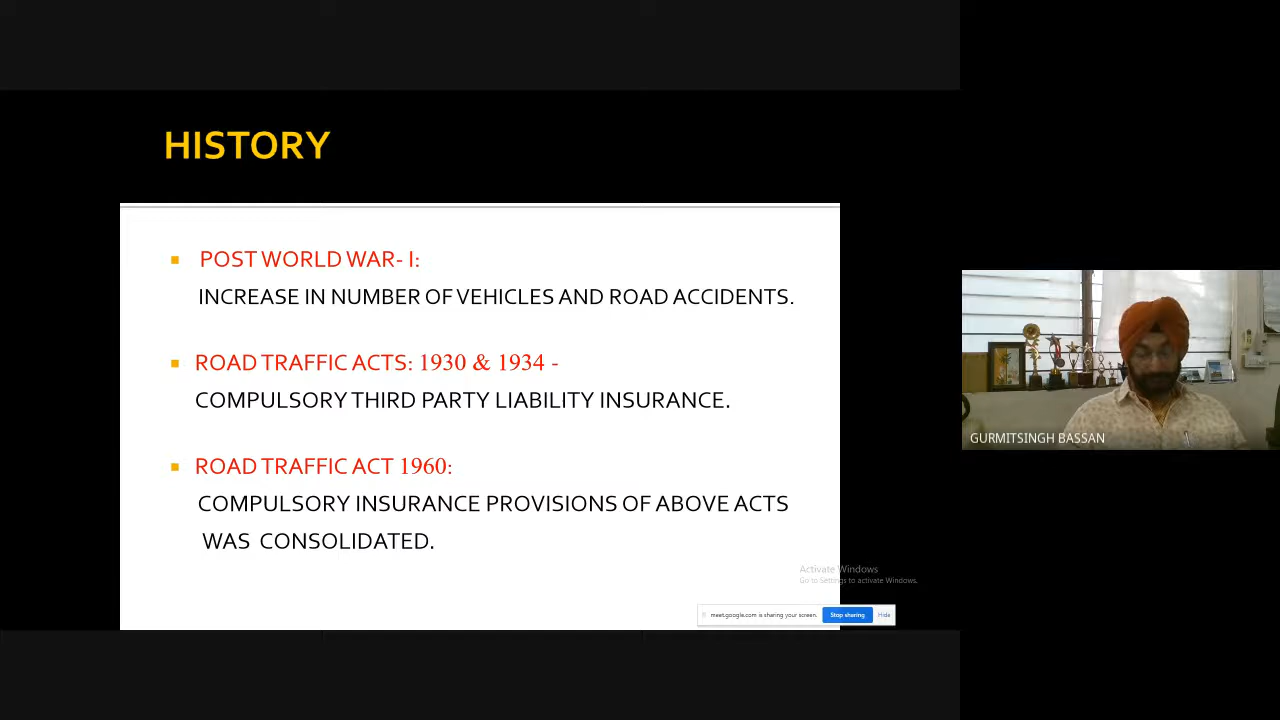 HISTORY
POST WORLD WAR- I:
INCREASE IN NUMBER OF VEHICLES AND ROAD ACCIDENTS.
ROAD TRAFFIC ACTS: 1930 & 1934 -
COMPULSORY THIRD PARTY LIABILITY INSURANCE.
ROAD TRAFFIC ACT 1960:
COMPULSORY INSURANCE PROVISIONS OF ABOVE ACTS
WAS CONSOLIDATED.
Activate Windows
Go to Settings to activate Windows.
meet.google.com is sharing your screen.
Stop sharing
Hide
GURMITSINGH BASSAN